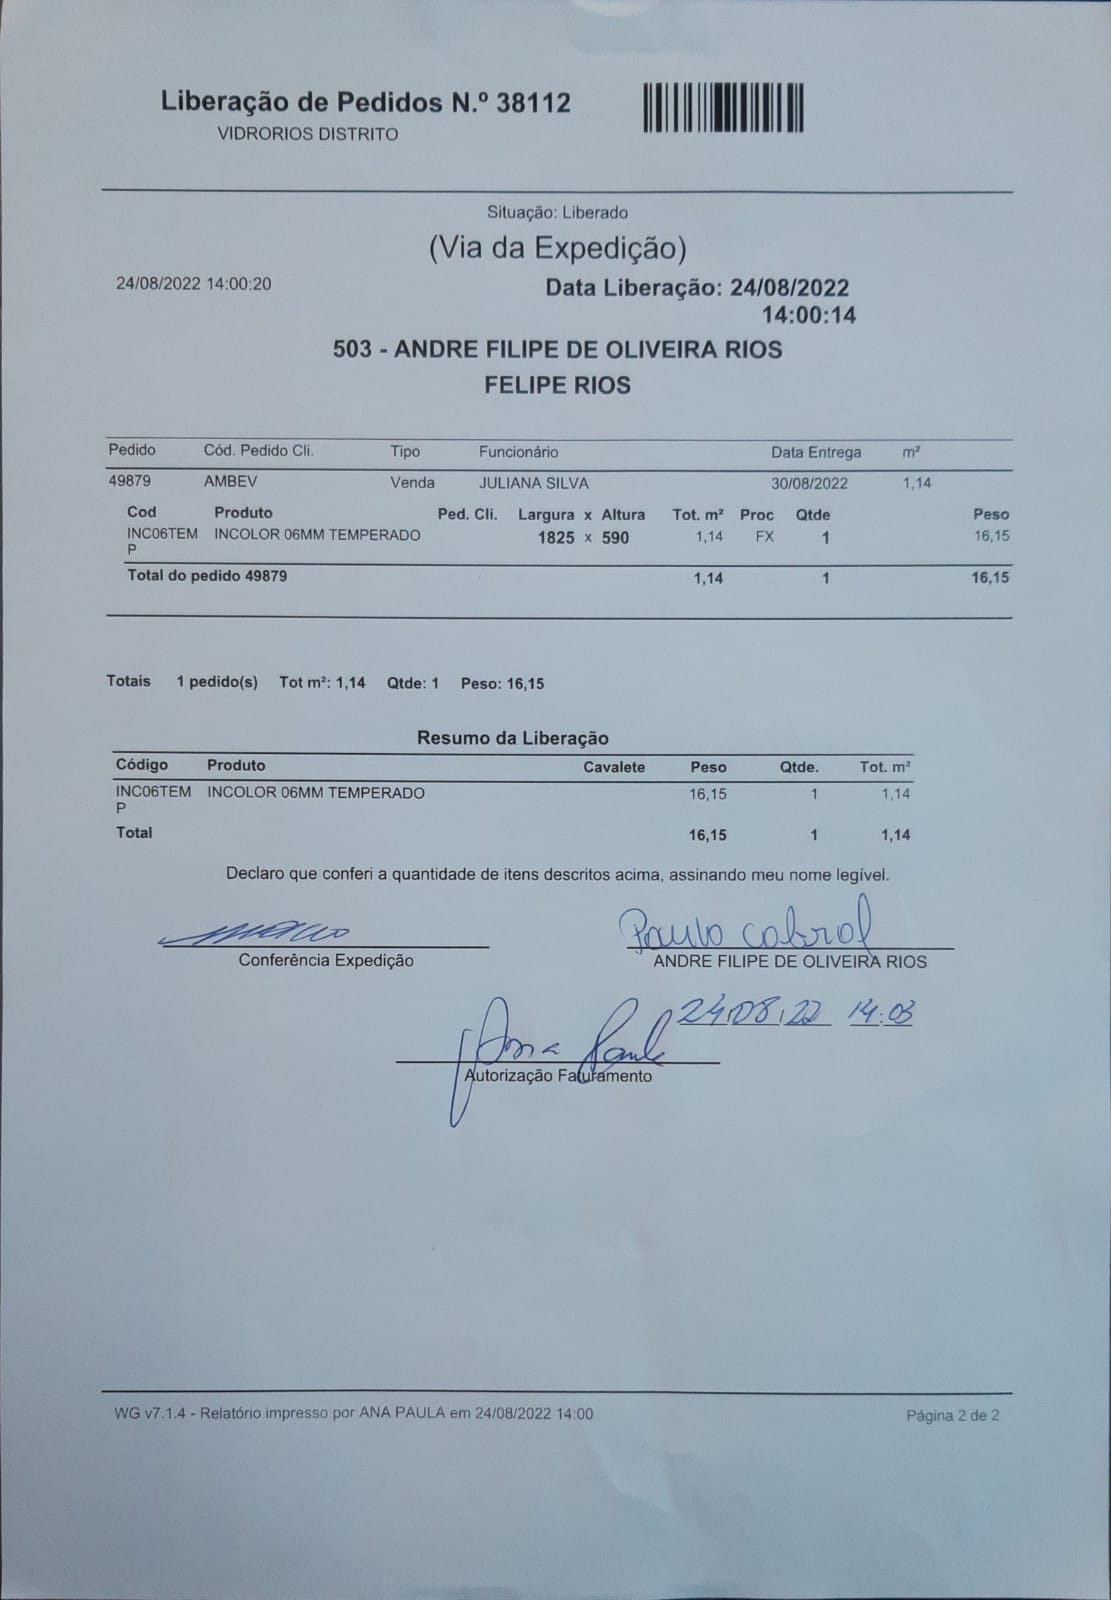 Liberação de Pedidos N.º 38112
VIDRORIOS DISTRITO
Situação: Liberado
(Via da Expedição)
24/08/2022 14:00:20
Data Liberação: 24/08/2022
14:00:14
503 - ANDRE FILIPE DE OLIVEIRA RIOS
FELIPE RIOS
Pedido Cód. Pedido Cli. Tipo Funcionário Data Entrega m²
49879 AMBEV Venda JULIANA SILVA 30/08/2022 1,14
Cod Produto Ped. Cli. Largura x Altura Tot. m² Proc Qtde Peso
INC06TEM INCOLOR 06MM TEMPERADO 1825 x 590 1,14 FX 1 16,15
P
Total do pedido 49879 1,14 1 16,15
Totais 1 pedido(s) Tot m²: 1,14 Qtde: 1 Peso: 16,15
Resumo da Liberação
Código Produto Cavalete Peso Qtde. Tot. m²
INC06TEM INCOLOR 06MM TEMPERADO 16,15 1 1,14
P
Total 16,15 1 1,14
Declaro que conferi a quantidade de itens descritos acima, assinando meu nome legível.
Paulo Cabral
Conferência Expedição ANDRE FILIPE DE OLIVEIRA RIOS
24,08,22 14:03
Ana Paula
Autorização Faturamento
WG v7.1.4 - Relatório impresso por ANA PAULA em 24/08/2022 14:00 Página 2 de 2